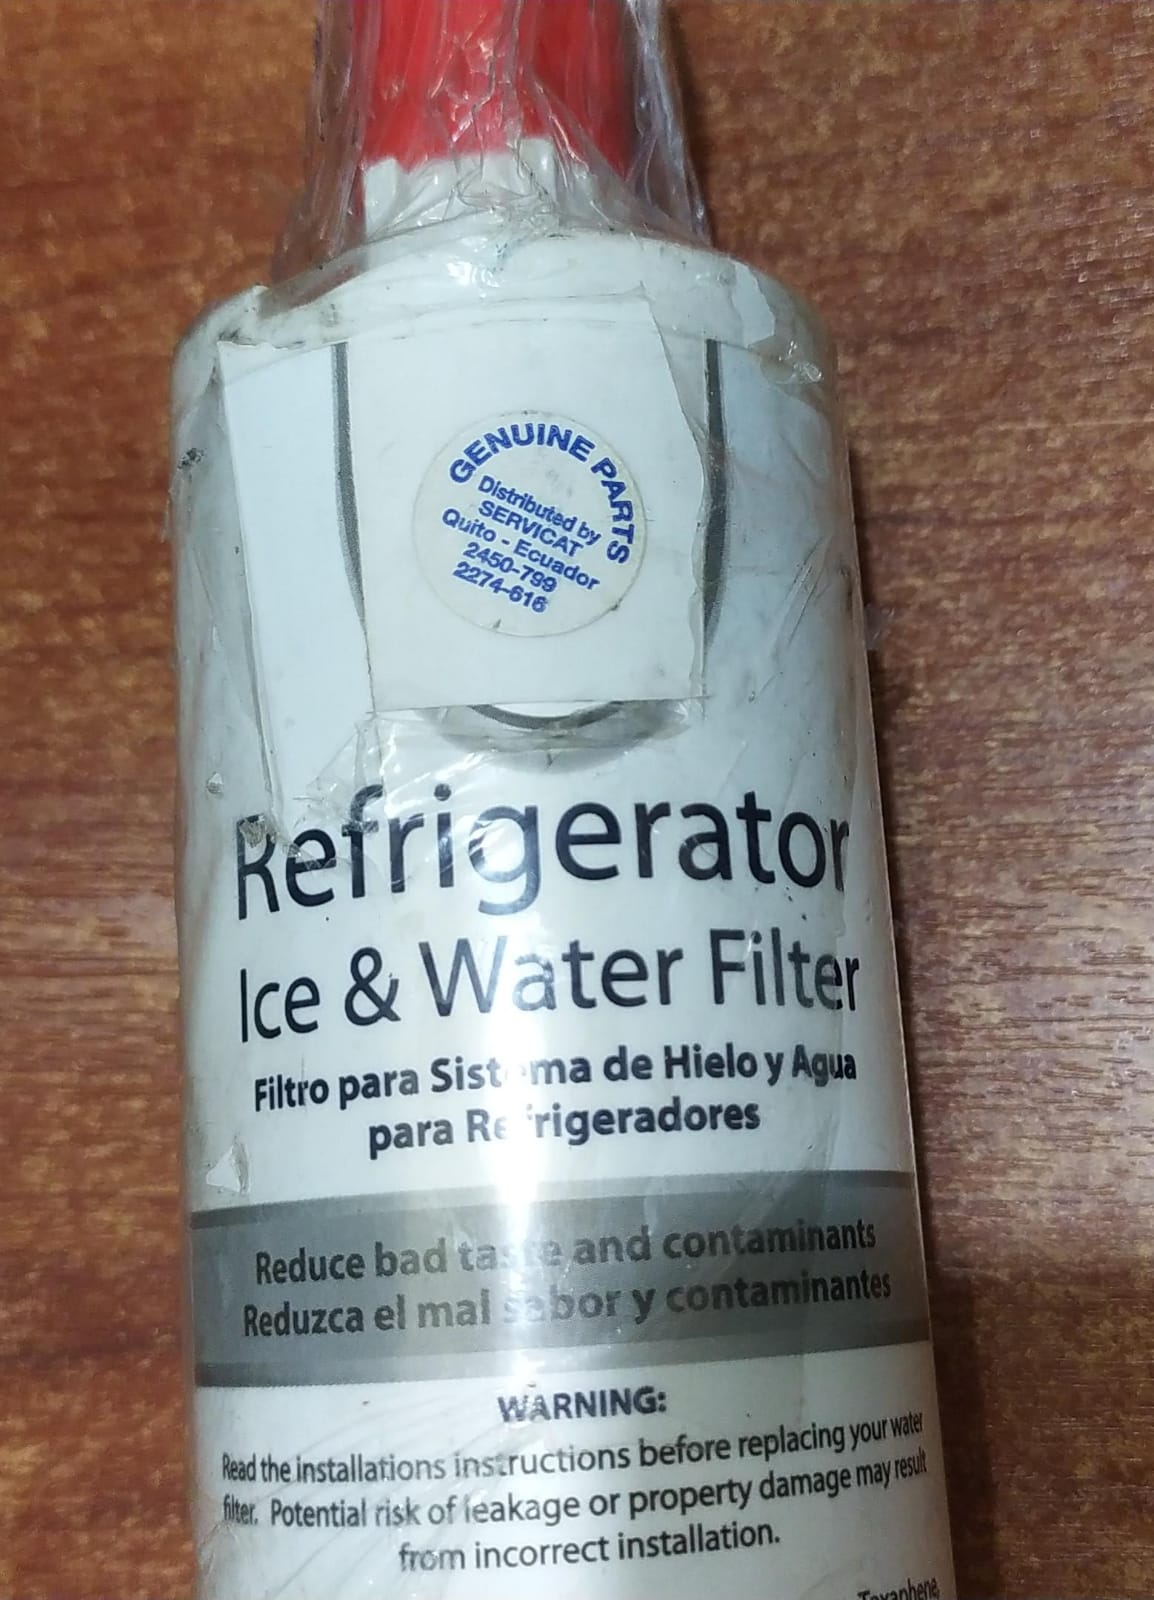 GENUINE PARTS
Distributed by
SERVICAT
Quito - Ecuador
2450-799
2274-616
Refrigerator
Ice & Water Filter
Filtro para Sistema de Hielo y Agua
para Refrigeradores
Reduce bad taste and contaminants
Reduzca el mal sabor y contaminantes
WARNING:
Read the installations instructions before replacing your water
filter. Potential risk of leakage or property damage may result
from incorrect installation.
Toxaphene,